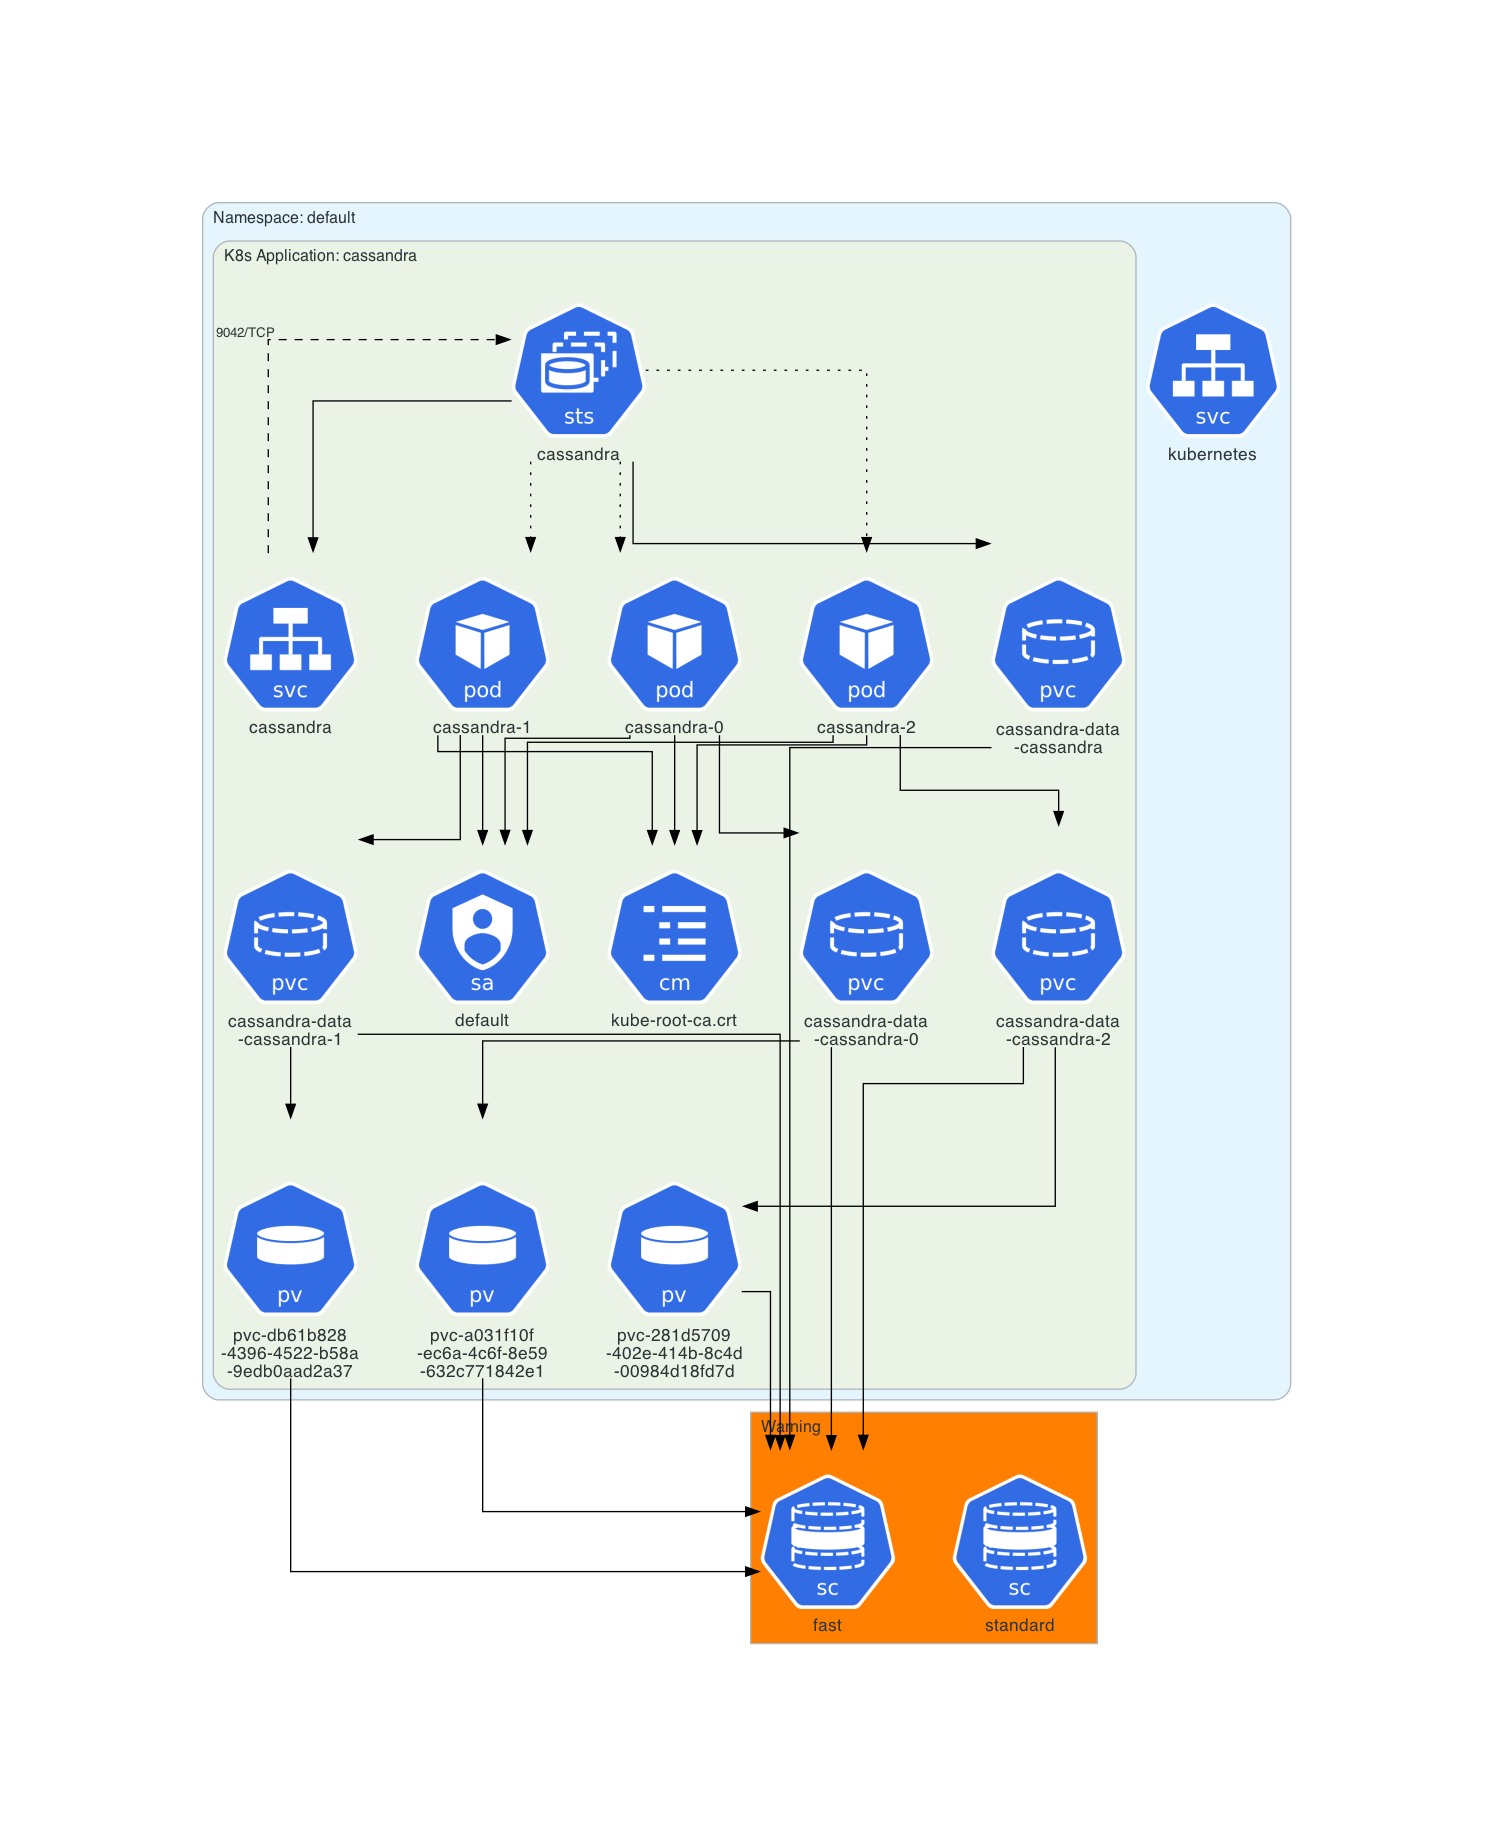 Namespace: default
K8s Application: cassandra
9042/TCP
sts
cassandra
svc
kubernetes
svc
cassandra
pod
cassandra-1
pod
cassandra-0
pod
cassandra-2
pvc
cassandra-data
-cassandra
pvc
cassandra-data
-cassandra-1
sa
default
cm
kube-root-ca.crt
pvc
cassandra-data
-cassandra-0
pvc
cassandra-data
-cassandra-2
pv
pvc-db61b828
-4396-4522-b58a
-9edb0aad2a37
pv
pvc-a031f10f
-ec6a-4c6f-8e59
-632c771842e1
pv
pvc-281d5709
-402e-414b-8c4d
-00984d18fd7d
Warning
sc
fast
sc
standard